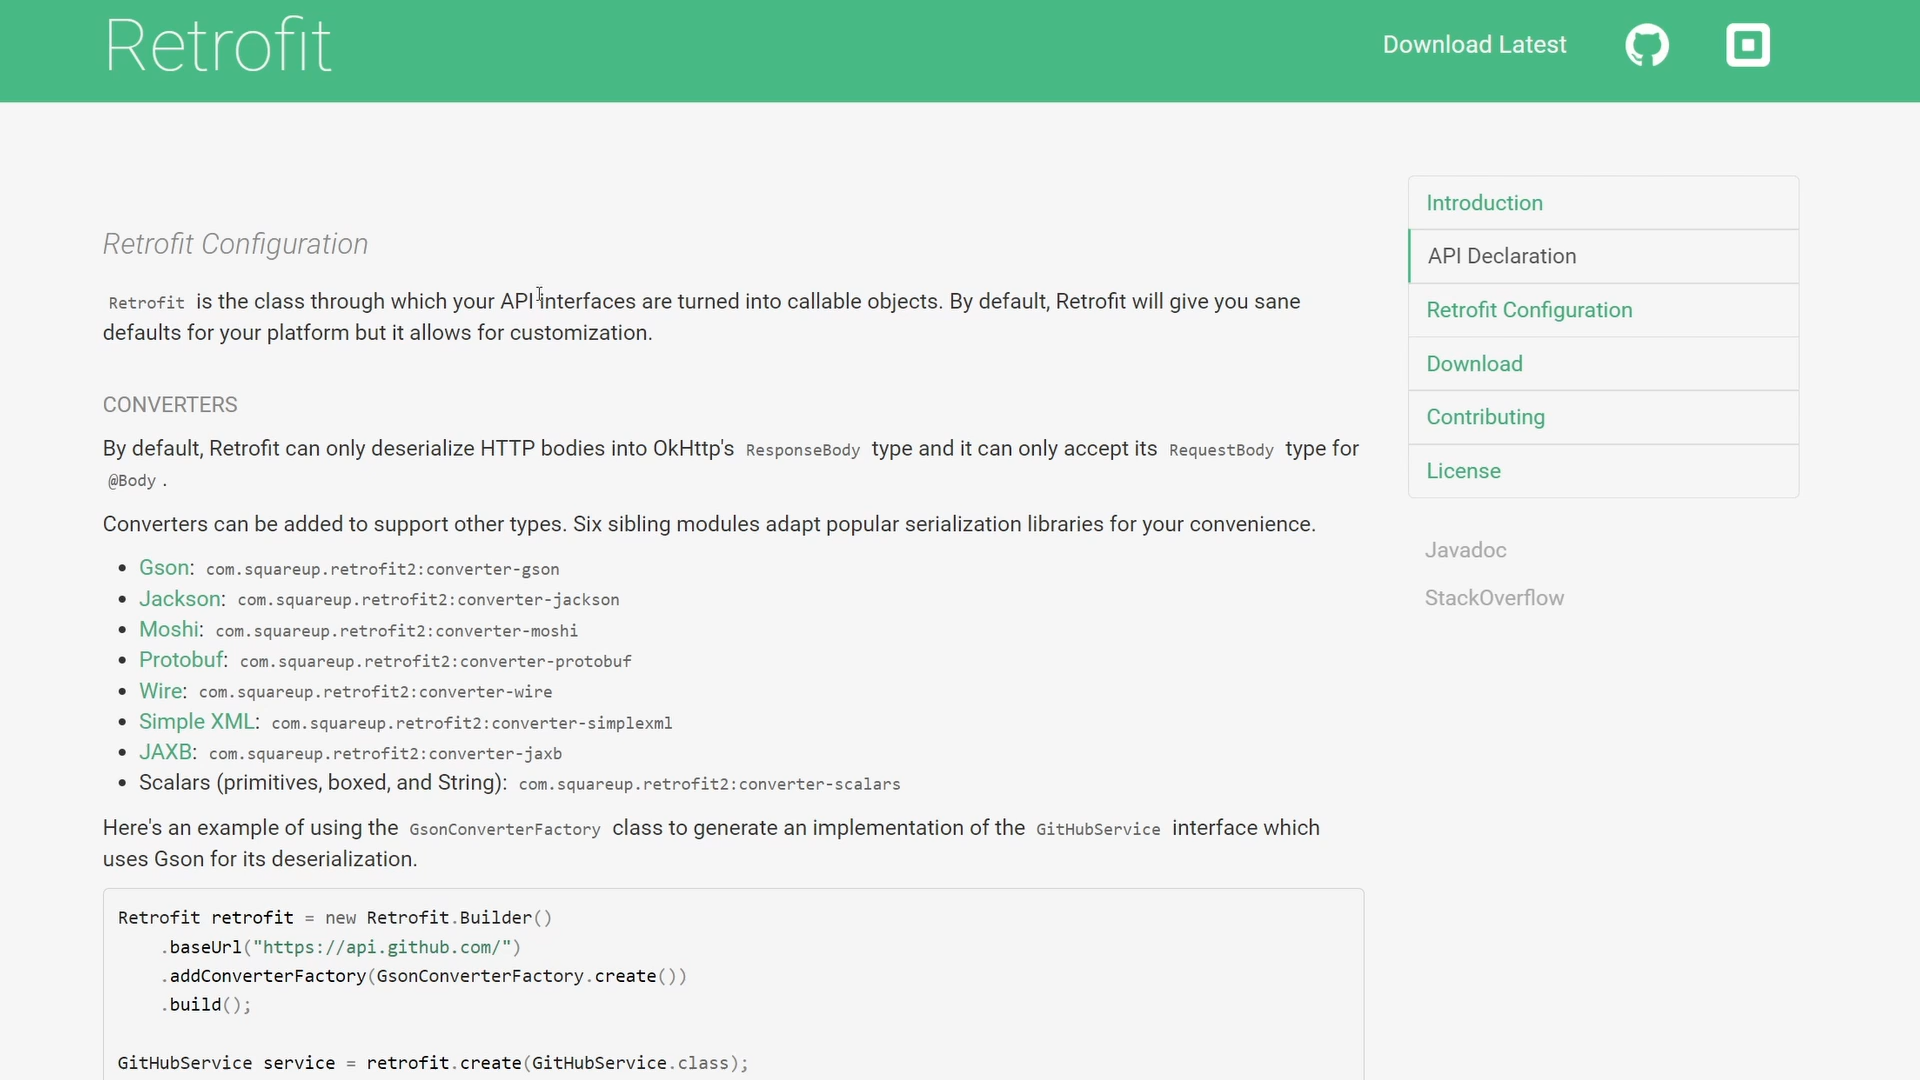 Retrofit
Download Latest
Retrofit Configuration
Retrofit is the class through which your API interfaces are turned into callable objects. By default, Retrofit will give you sane
defaults for your platform but it allows for customization.
CONVERTERS
By default, Retrofit can only deserialize HTTP bodies into OkHttp's ResponseBody type and it can only accept its RequestBody type for
@Body .
Converters can be added to support other types. Six sibling modules adapt popular serialization libraries for your convenience.
• Gson: com.squareup.retrofit2:converter-gson
• Jackson: com.squareup.retrofit2:converter-jackson
• Moshi: com.squareup.retrofit2:converter-moshi
• Protobuf: com.squareup.retrofit2:converter-protobuf
• Wire: com.squareup.retrofit2:converter-wire
• Simple XML: com.squareup.retrofit2:converter-simplexml
• JAXB: com.squareup.retrofit2:converter-jaxb
• Scalars (primitives, boxed, and String): com.squareup.retrofit2:converter-scalars
Here's an example of using the GsonConverterFactory class to generate an implementation of the GitHubService interface which
uses Gson for its deserialization.
Retrofit retrofit = new Retrofit.Builder()
    .baseUrl("https://api.github.com/")
    .addConverterFactory(GsonConverterFactory.create())
    .build();
GitHubService service = retrofit.create(GitHubService.class);
Introduction
API Declaration
Retrofit Configuration
Download
Contributing
License
Javadoc
StackOverflow